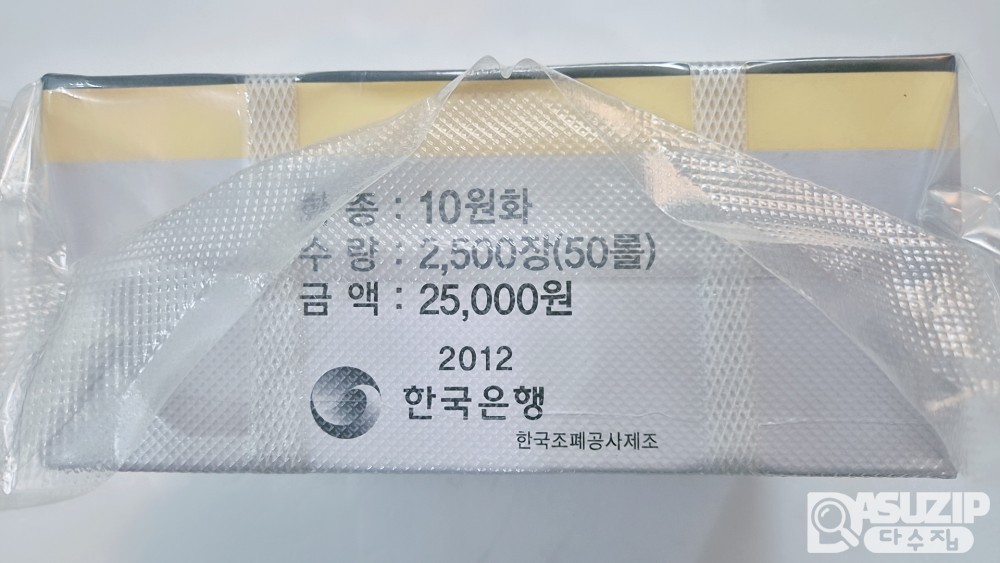 화 종 : 10원화
수 량 : 2,500장(50롤)
금 액 : 25,000원
2012
한국은행
한국조폐공사제조
DASUZIP
다수집